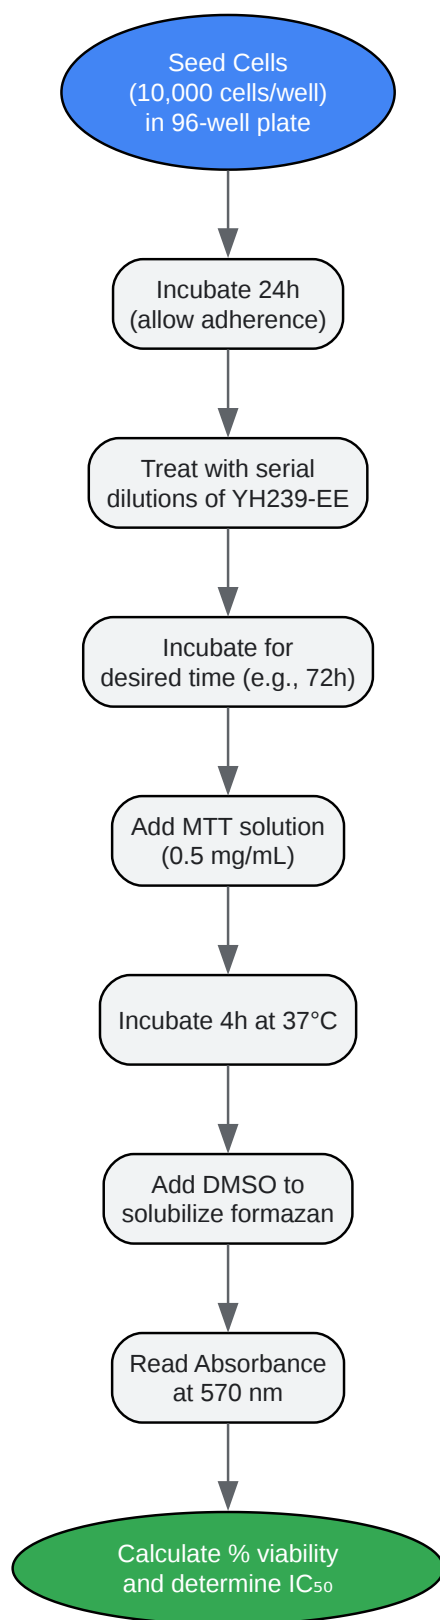 Seed Cells
(10,000 cells/well)
in 96-well plate
Incubate 24h
(allow adherence)
Treat with serial
dilutions of YH239-EE
Incubate for
desired time (e.g., 72h)
Add MTT solution
(0.5 mg/mL)
Incubate 4h at 37°C
Add DMSO to
solubilize formazan
Read Absorbance
at 570 nm
Calculate % viability
and determine IC₅₀